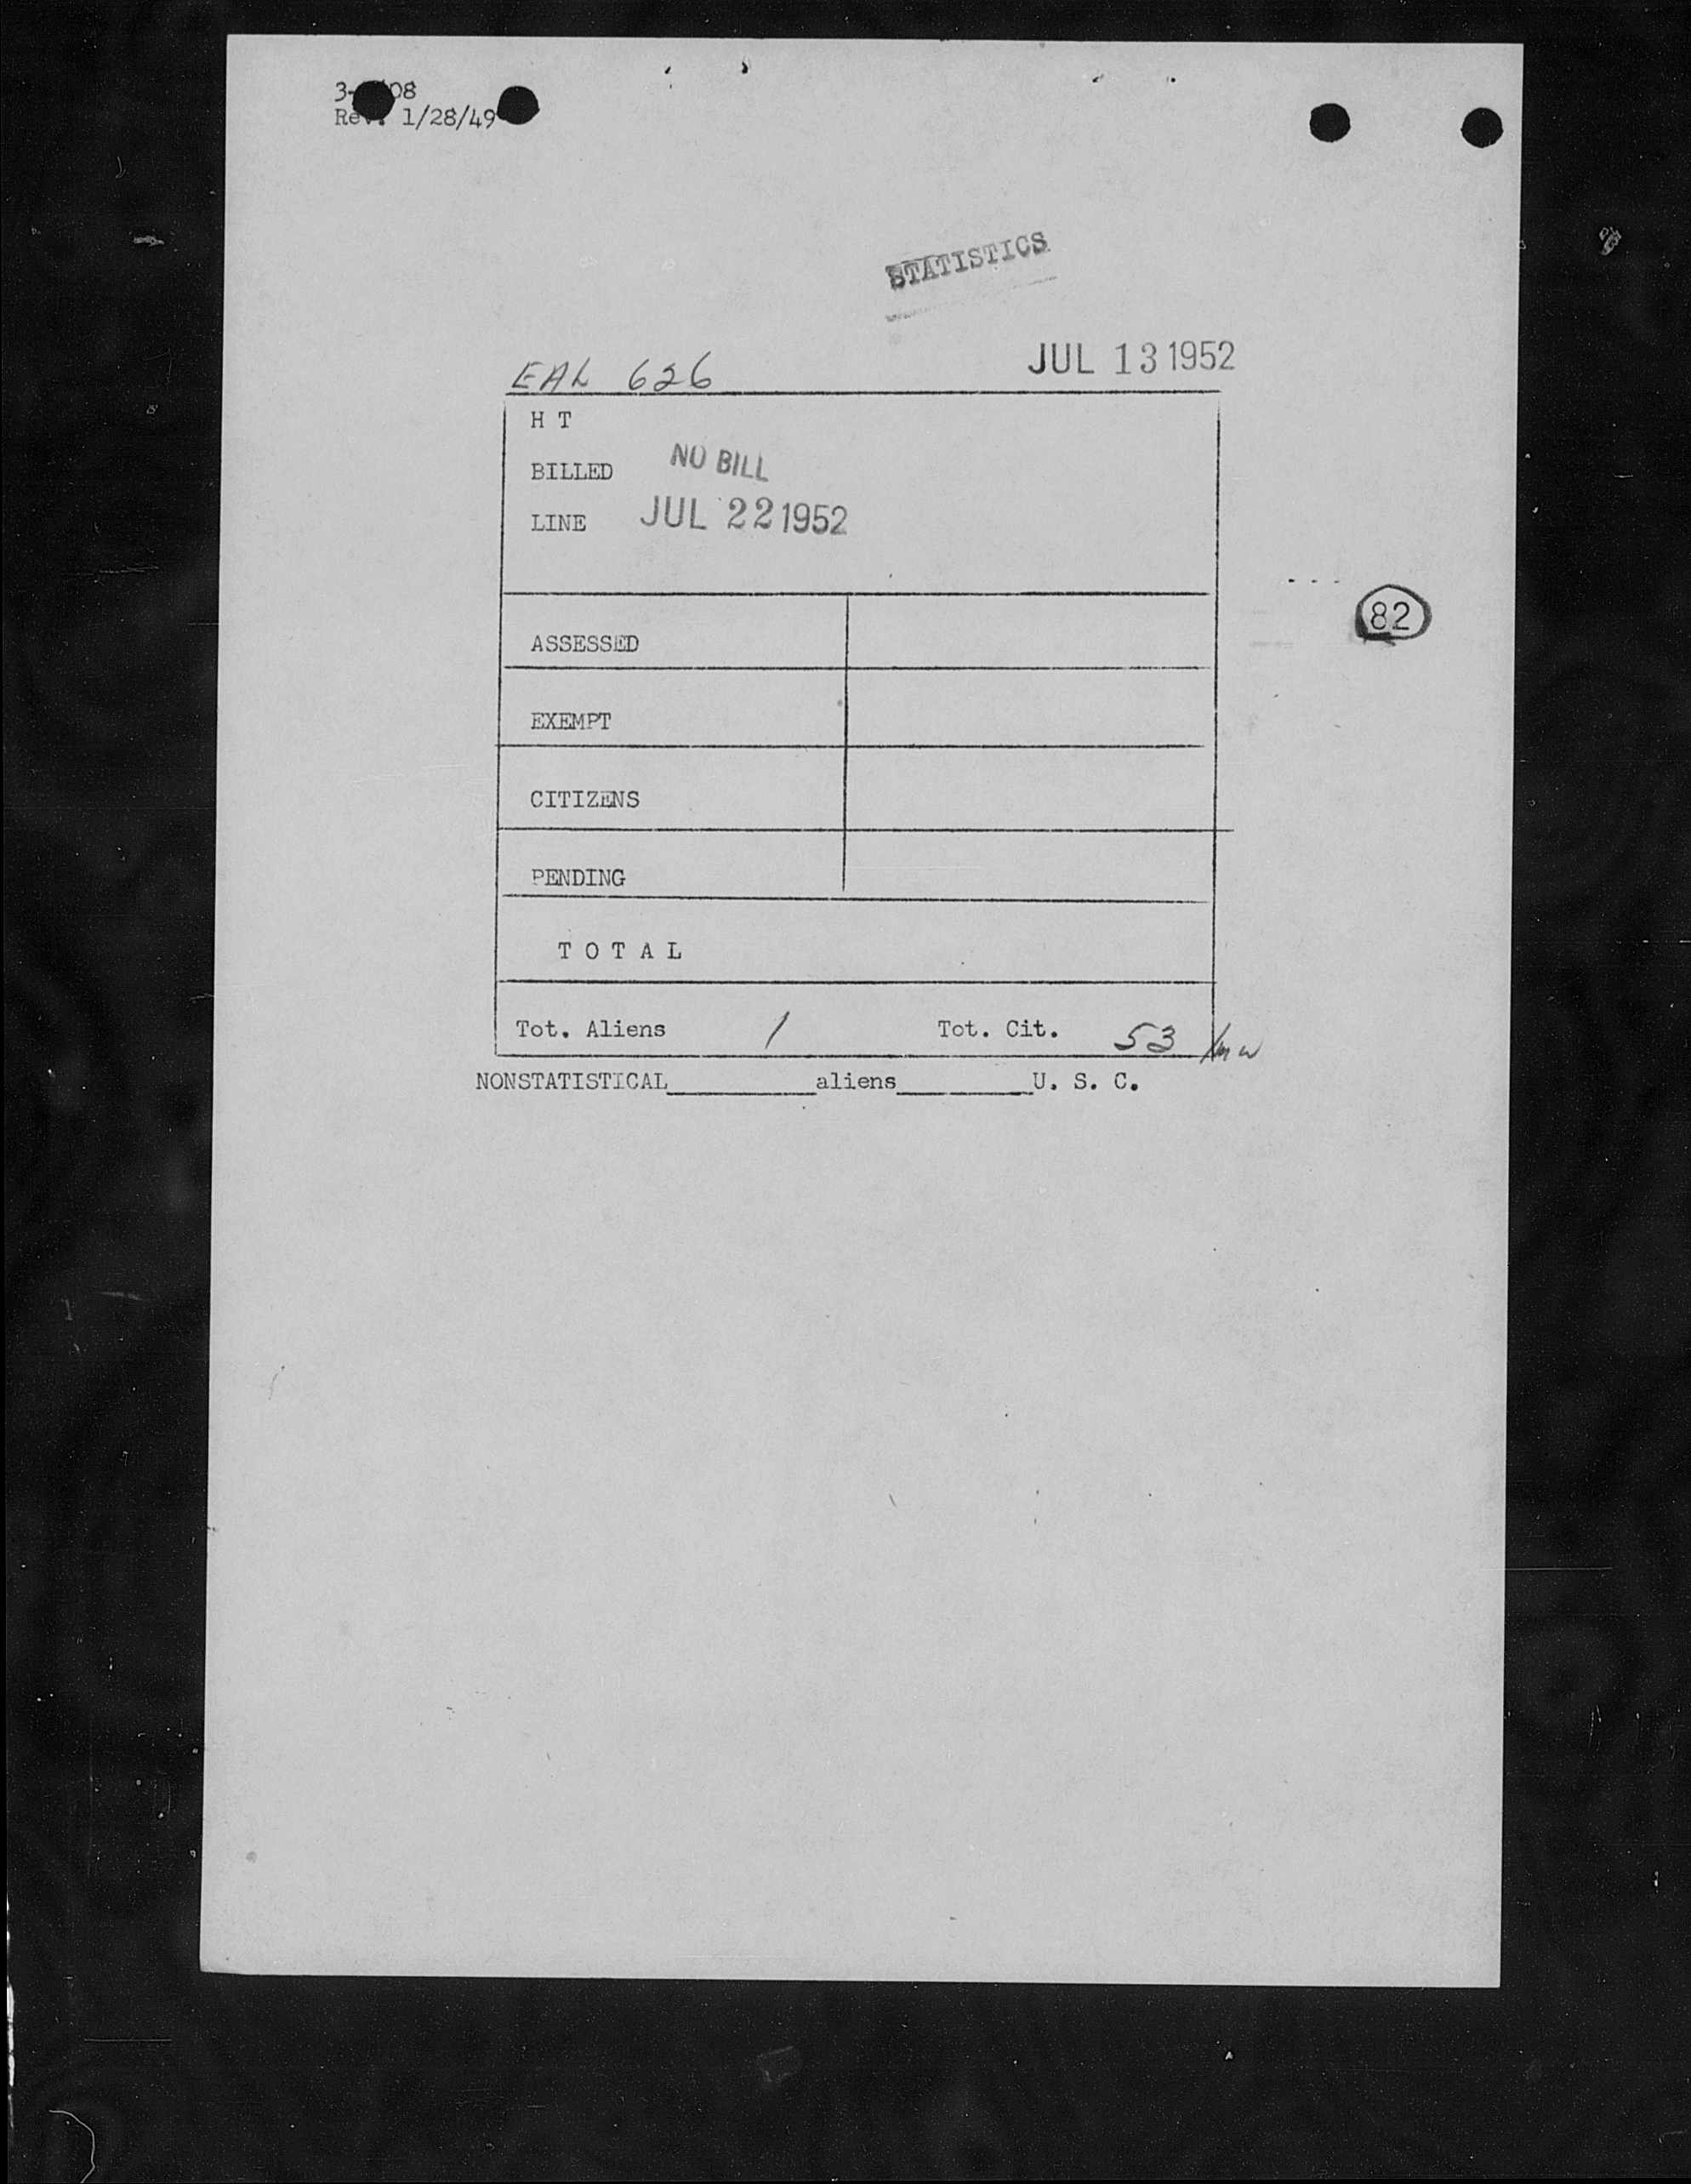 08
Rev. 1/28/49
STATISTICS
EAL 626 JUL 13 1952
H T
BILLED NO BILL
LINE JUL 22 1952
82
ASSESSED
EXEMPT
CITIZENS
PENDING
T O T A L
Tot. Aliens 1 Tot. Cit. 53
NONSTATISTICAL aliens U. S. C.